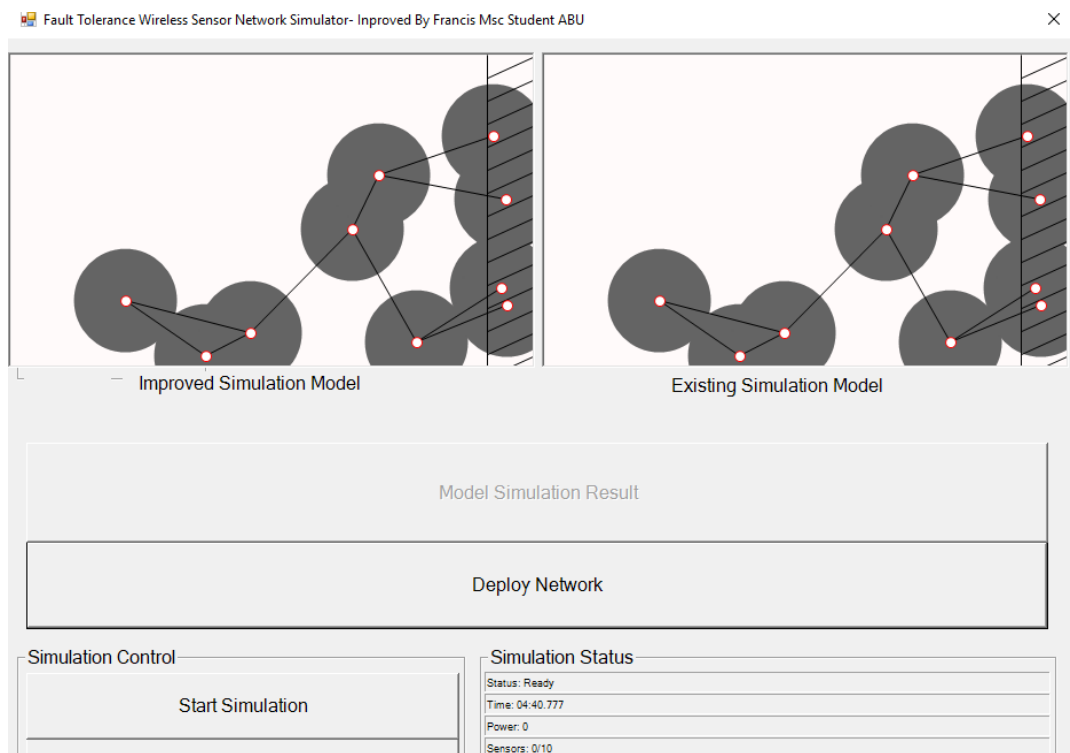 Fault Tolerance Wireless Sensor Network Simulator- Inproved By Francis Msc Student ABU
Improved Simulation Model
Existing Simulation Model
Model Simulation Result
Deploy Network
Simulation Control
Start Simulation
Simulation Status
Status: Ready
Time: 04:40.777
Power: 0
Sensors: 0/10